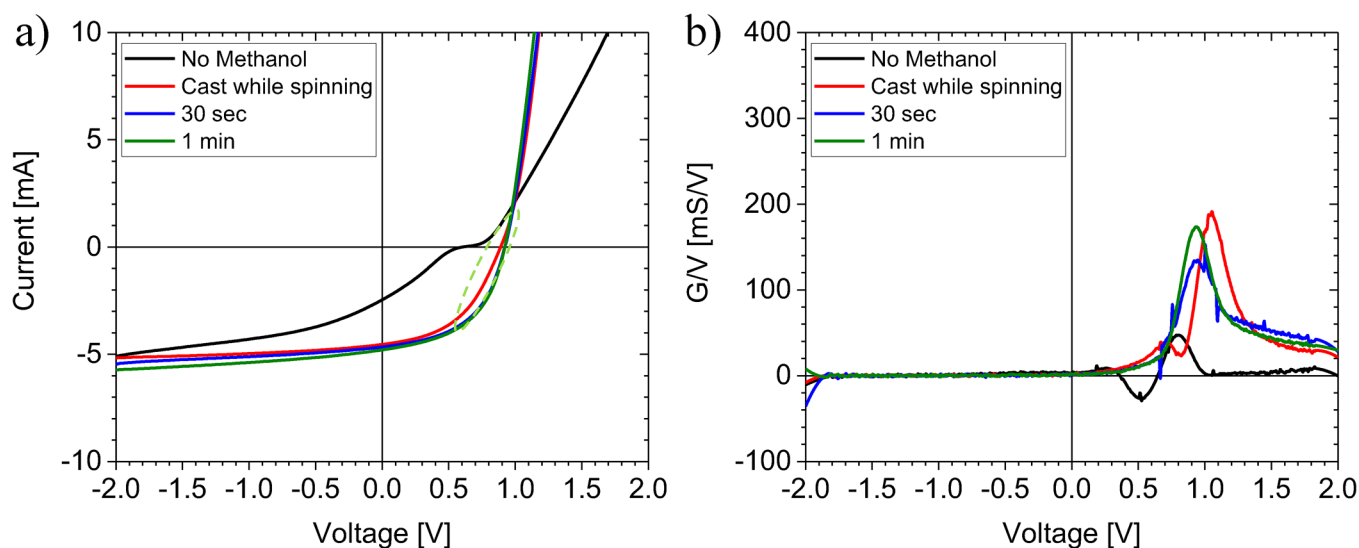 a)
10
5
0
-5
-10
Current [mA]
No Methanol
Cast while spinning
30 sec
1 min
-2.0 -1.5 -1.0 -0.5 0.0 0.5 1.0 1.5 2.0
Voltage [V]
b)
400
300
200
100
0
-100
G/V [mS/V]
No Methanol
Cast while spinning
30 sec
1 min
-2.0 -1.5 -1.0 -0.5 0.0 0.5 1.0 1.5 2.0
Voltage [V]